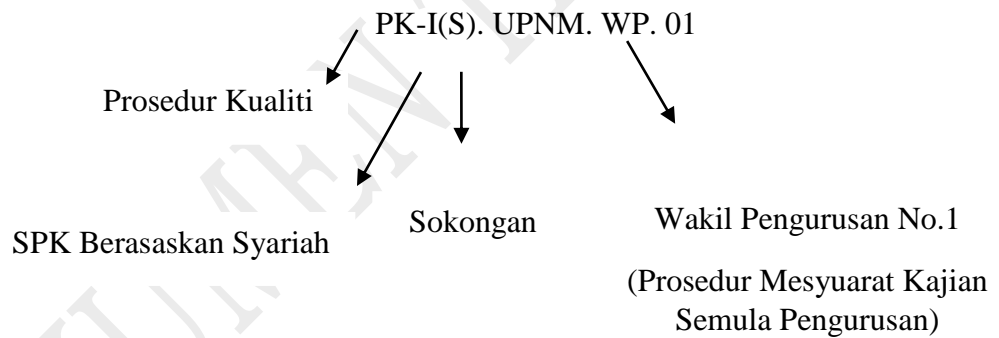 PK-I(S). UPNM. WP. 01
Prosedur Kualiti
SPK Berasaskan Syariah
Sokongan
Wakil Pengurusan No.1
(Prosedur Mesyuarat Kajian
Semula Pengurusan)